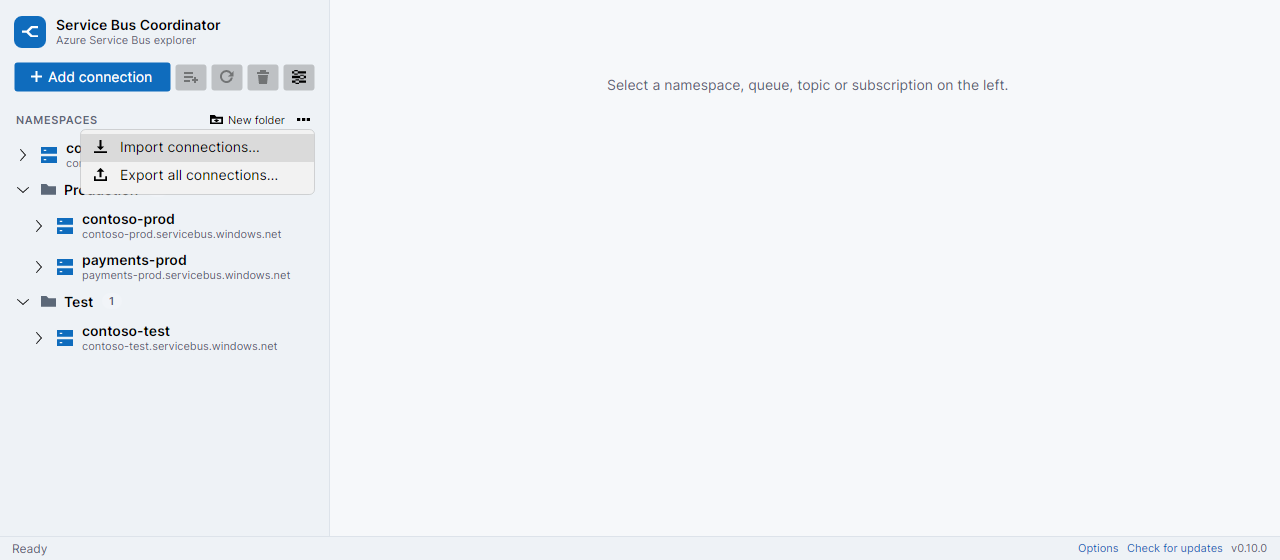 Service Bus Coordinator
Azure Service Bus explorer
Add connection
Select a namespace, queue, topic or subscription on the left.
NAMESPACES
New folder
Import connections...
Export all connections...
contoso-prod
contoso-prod.servicebus.windows.net
payments-prod
payments-prod.servicebus.windows.net
Test 1
contoso-test
contoso-test.servicebus.windows.net
Ready
Options Check for updates v0.10.0